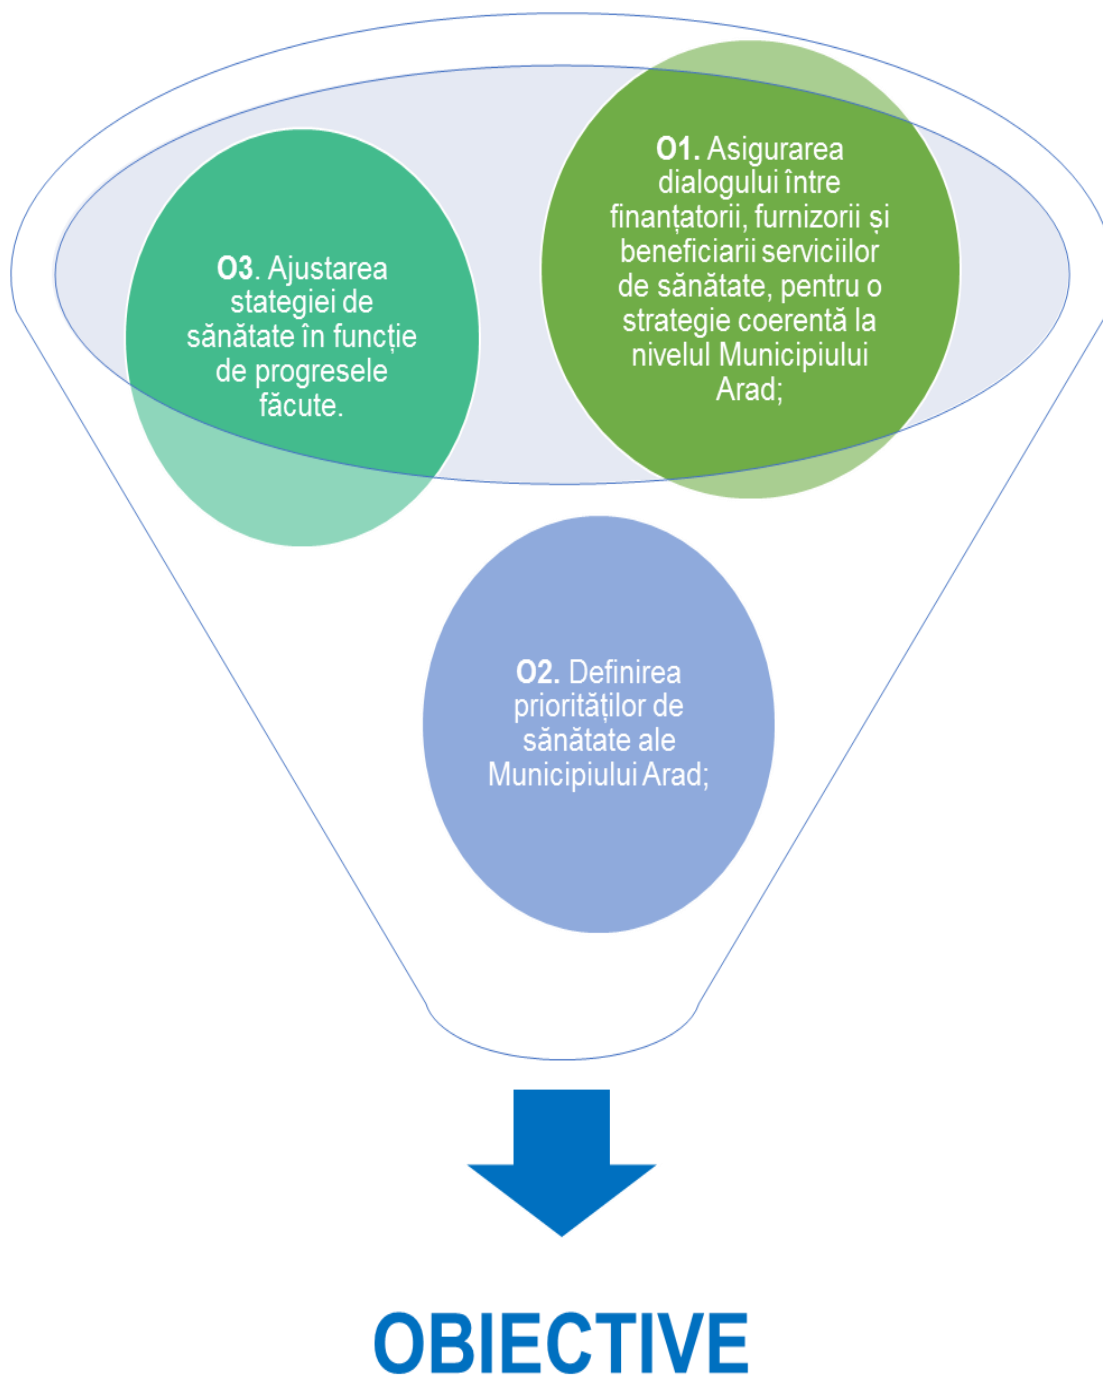 O1. Asigurarea
dialogului între
finanțatorii, furnizorii și
beneficiarii serviciilor
de sănătate, pentru o
strategie coerentă la
nivelul Municipiului
Arad;
O3. Ajustarea
stategiei de
sănătate în funcție
de progresele
făcute.
O2. Definirea
priorităților de
sănătate ale
Municipiului Arad;
OBIECTIVE